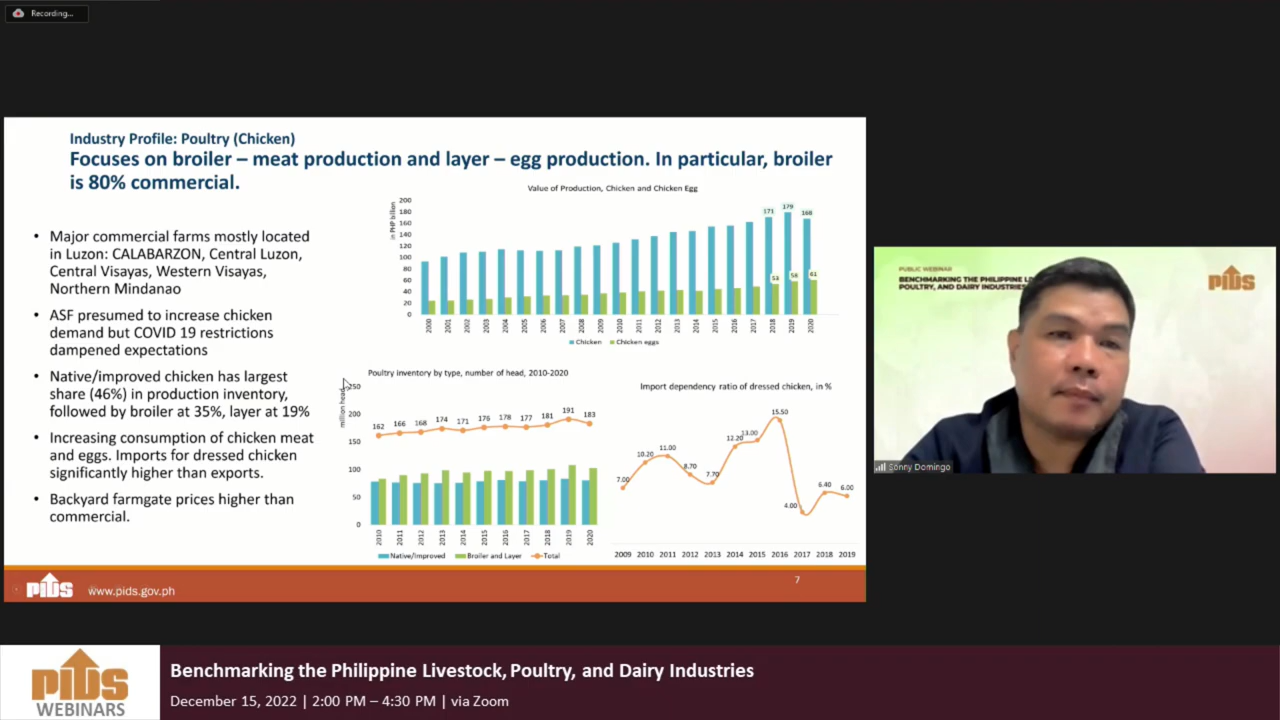 Recording...
Industry Profile: Poultry (Chicken)
Focuses on broiler – meat production and layer – egg production. In particular, broiler
is 80% commercial.
• Major commercial farms mostly located
in Luzon: CALABARZON, Central Luzon,
Central Visayas, Western Visayas,
Northern Mindanao
• ASF presumed to increase chicken
demand but COVID 19 restrictions
dampened expectations
• Native/improved chicken has largest
share (46%) in production inventory,
followed by broiler at 35%, layer at 19%
• Increasing consumption of chicken meat
and eggs. Imports for dressed chicken
significantly higher than exports.
• Backyard farmgate prices higher than
commercial.
Value of Production, Chicken and Chicken Egg
in PHP billion
200
180
160
140
120
100
80
60
40
20
0
171 179 168
53 58 61
2000 2001 2002 2003 2004 2005 2006 2007 2008 2009 2010 2011 2012 2013 2014 2015 2016 2017 2018 2019 2020
Chicken Chicken eggs
Poultry inventory by type, number of head, 2010-2020
million head
250
200
150
100
50
0
162 166 168 174 171 176 178 177 181 191 183
2010 2011 2012 2013 2014 2015 2016 2017 2018 2019 2020
Native/Improved Broiler and Layer Total
Import dependency ratio of dressed chicken, in %
7.00 10.20 11.00 8.70 7.70 12.20 13.00 15.50 4.00 6.40 6.00
2009 2010 2011 2012 2013 2014 2015 2016 2017 2018 2019
pids
www.pids.gov.ph
7
PUBLIC WEBINAR
BENCHMARKING THE PHILIPPINE
POULTRY, AND DAIRY INDUSTRIES
pids
Sonny Domingo
pids
WEBINARS
Benchmarking the Philippine Livestock, Poultry, and Dairy Industries
December 15, 2022 | 2:00 PM – 4:30 PM | via Zoom